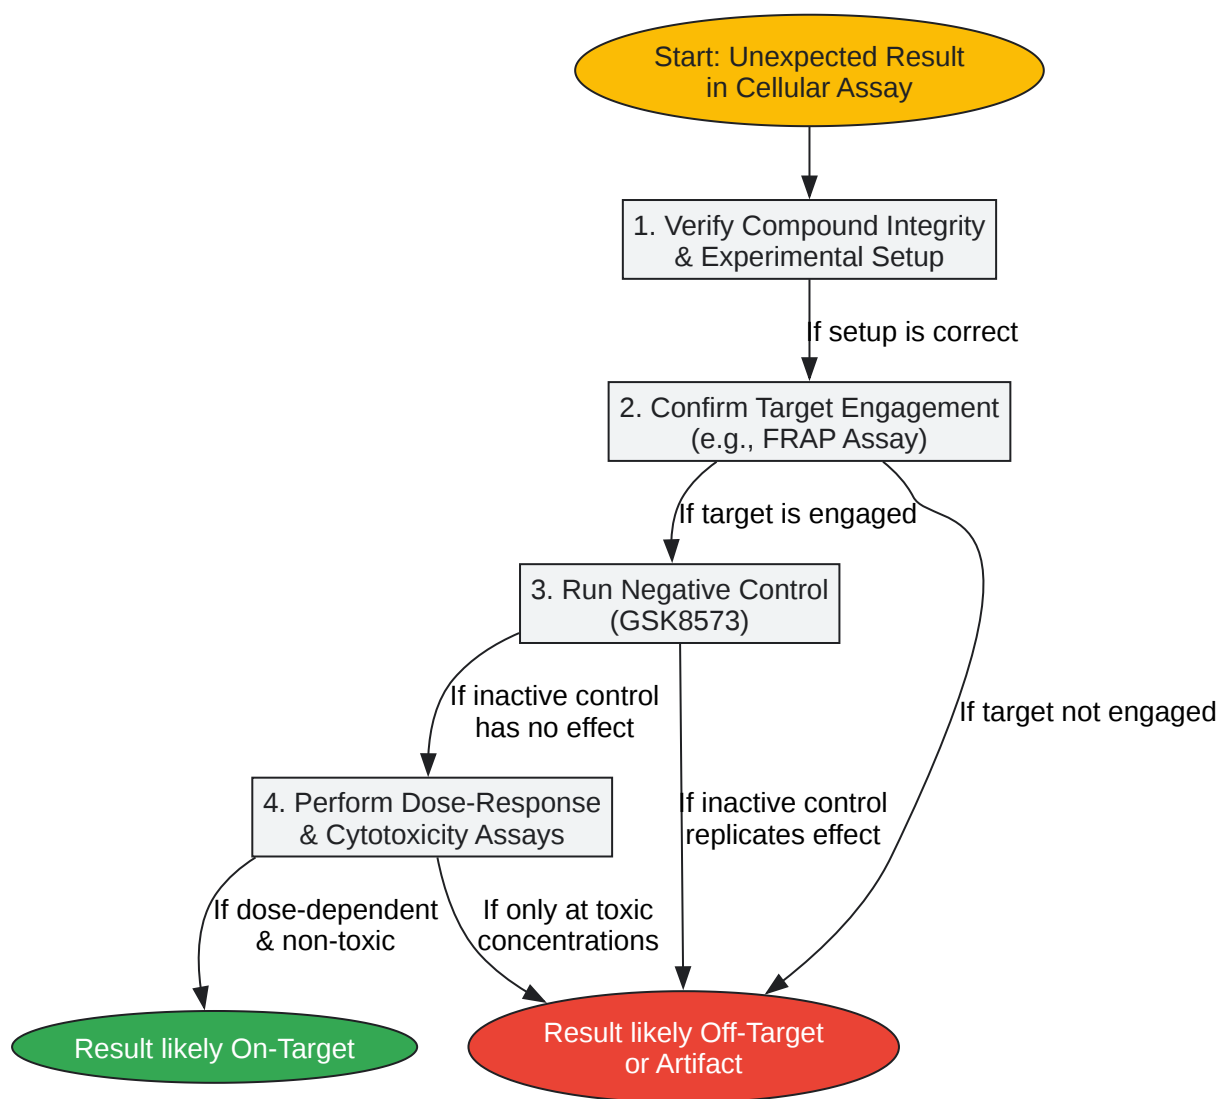 Start: Unexpected Result
in Cellular Assay
1. Verify Compound Integrity
& Experimental Setup
If setup is correct
2. Confirm Target Engagement
(e.g., FRAP Assay)
If target is engaged
3. Run Negative Control
(GSK8573)
If inactive control
has no effect
If target not engaged
4. Perform Dose-Response
& Cytotoxicity Assays
If inactive control
replicates effect
If dose-dependent
& non-toxic
If only at toxic
concentrations
Result likely On-Target
Result likely Off-Target
or Artifact